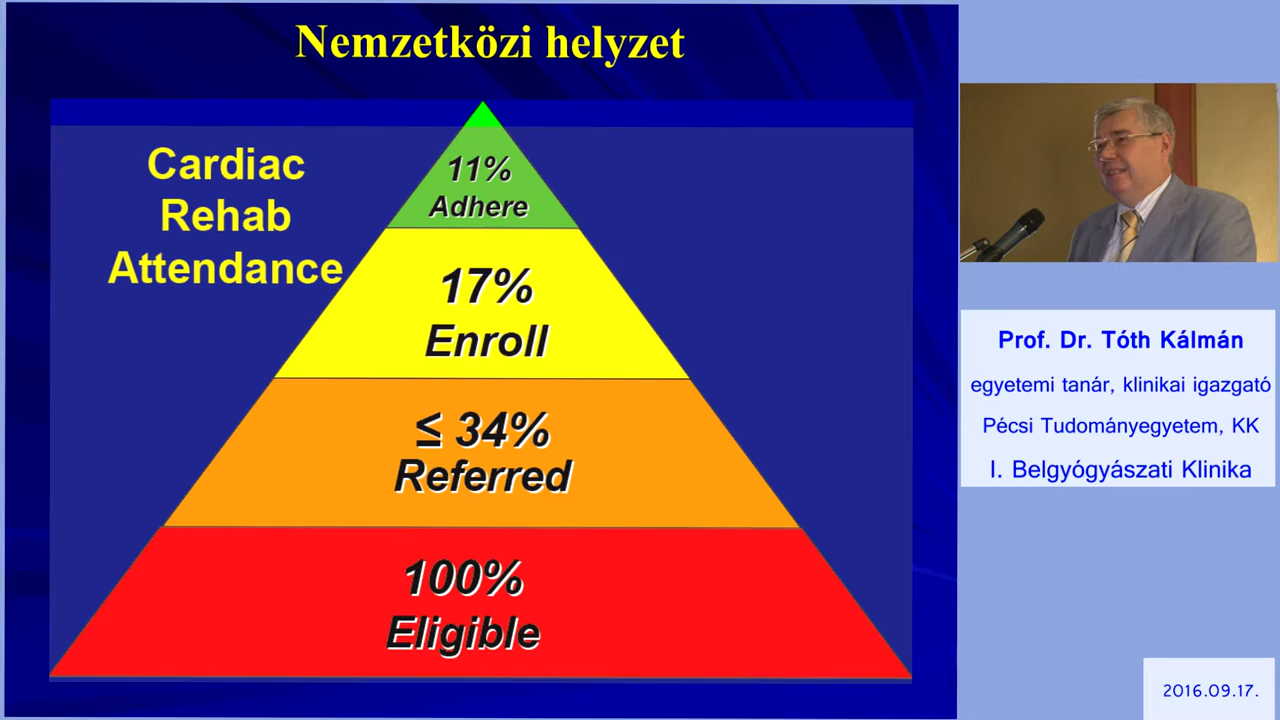 Nemzetközi helyzet
Cardiac
Rehab
Attendance
11%
Adhere
17%
Enroll
≤ 34%
Referred
100%
Eligible
Prof. Dr. Tóth Kálmán
egyetemi tanár, klinikai igazgató
Pécsi Tudományegyetem, KK
I. Belgyógyászati Klinika
2016.09.17.